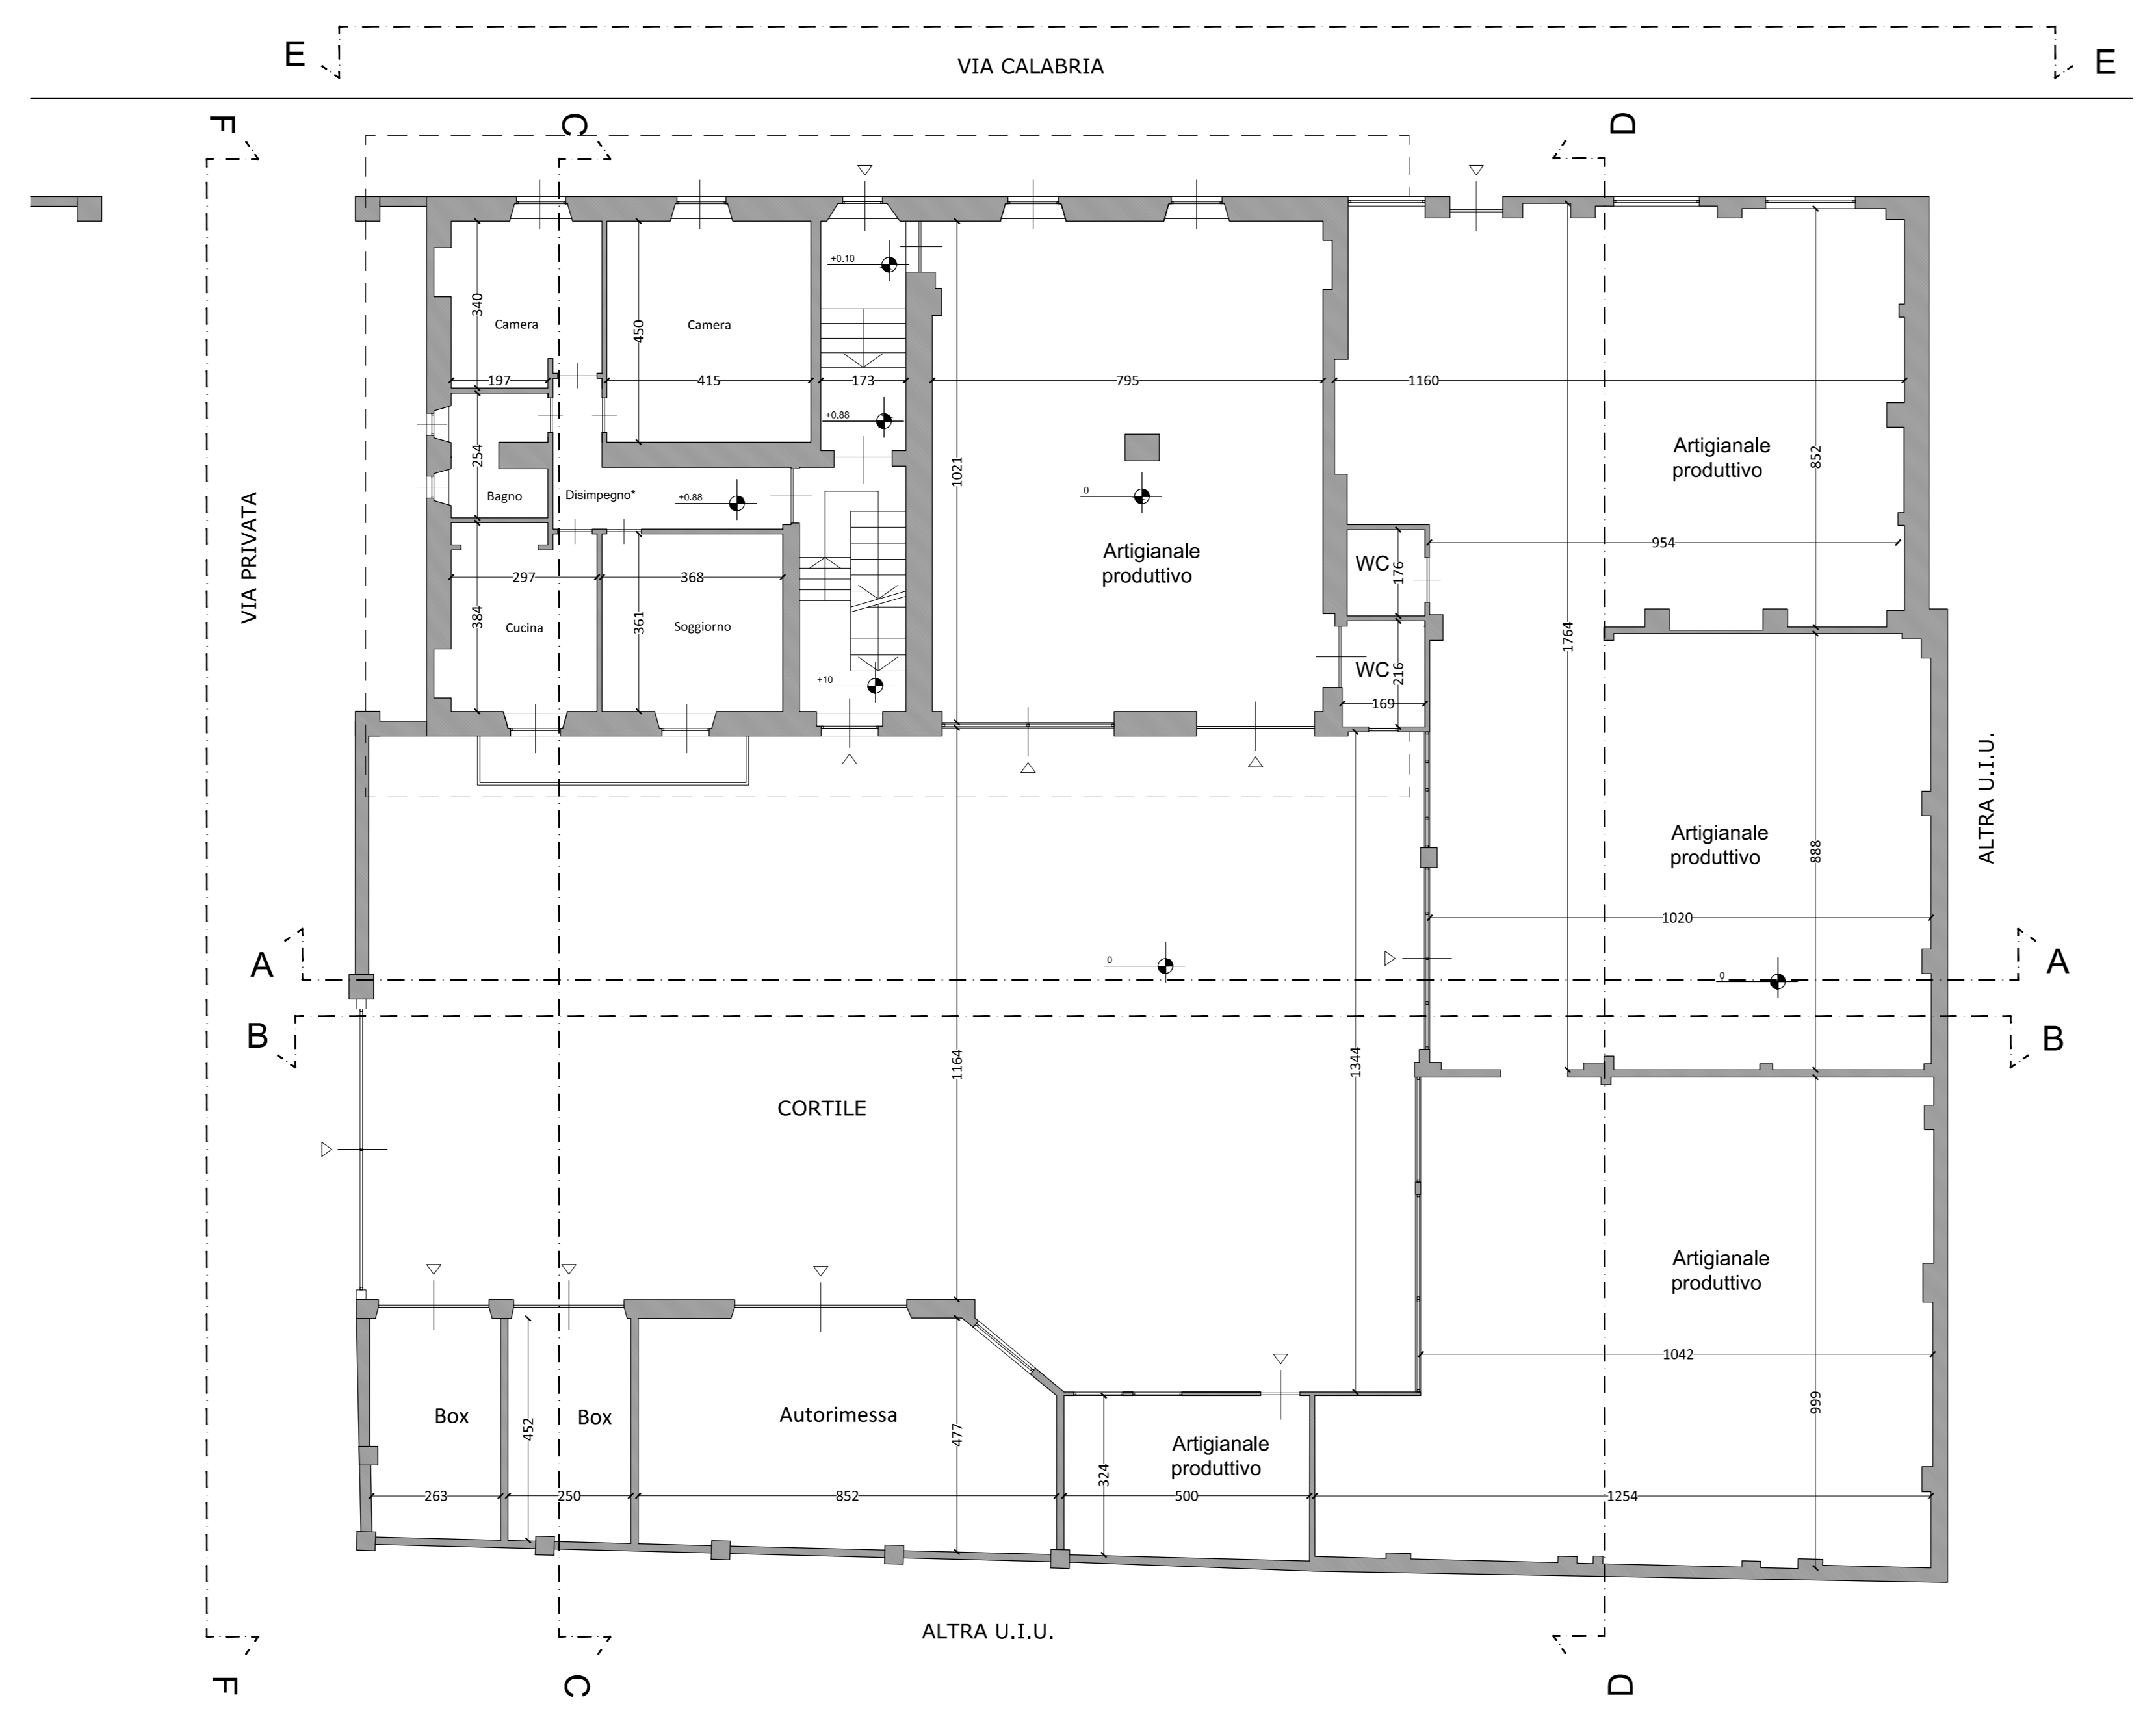 E
VIA CALABRIA
E
F
C
D
+0.10
340
Camera
450
Camera
197
415
173
795
1160
+0.88
Artigianale
produttivo
852
254
1021
Bagno
Disimpegno*
+0.88
0
VIA PRIVATA
Artigianale
produttivo
954
WC
176
297
368
384
Cucina
361
Soggiorno
1764
WC
216
+10
169
ALTRA U.I.U.
Artigianale
produttivo
888
1020
A
0
0
A
B
B
1164
1344
CORTILE
Artigianale
produttivo
1042
999
Box
452
Box
Autorimessa
477
Artigianale
produttivo
324
263
250
852
500
1254
ALTRA U.I.U.
F
C
D